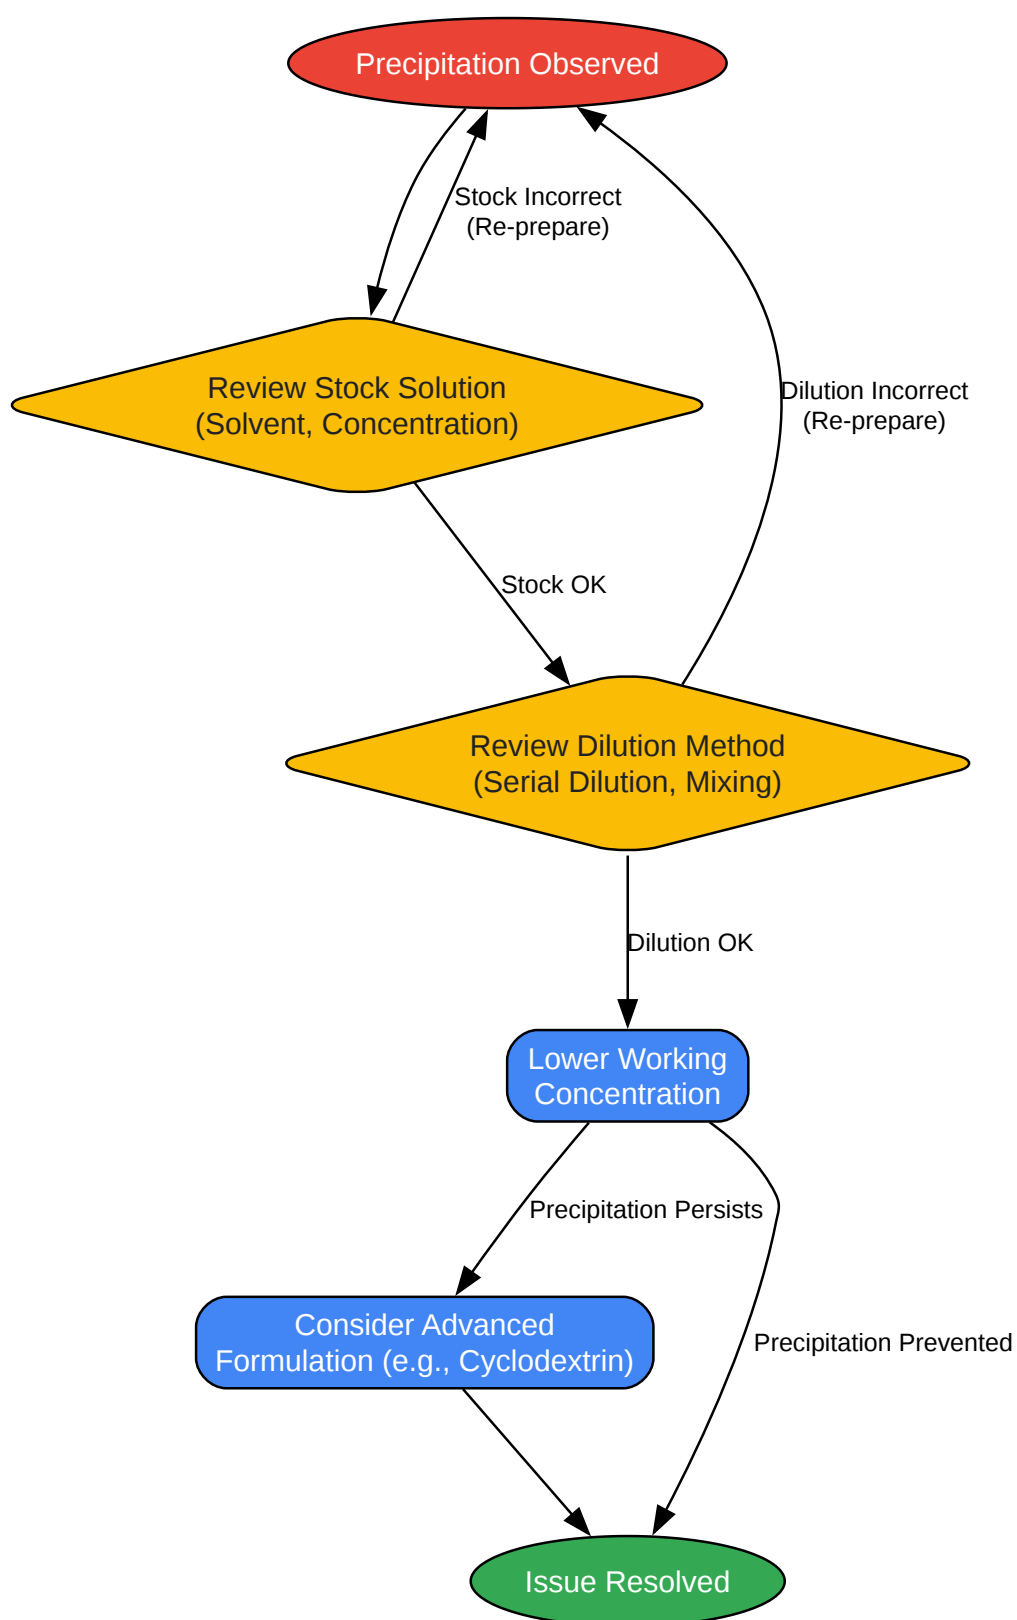 Precipitation Observed
Stock Incorrect
(Re-prepare)
Review Stock Solution
(Solvent, Concentration)
Dilution Incorrect
(Re-prepare)
Stock OK
Review Dilution Method
(Serial Dilution, Mixing)
Dilution OK
Lower Working
Concentration
Precipitation Persists
Consider Advanced
Formulation (e.g., Cyclodextrin)
Precipitation Prevented
Issue Resolved